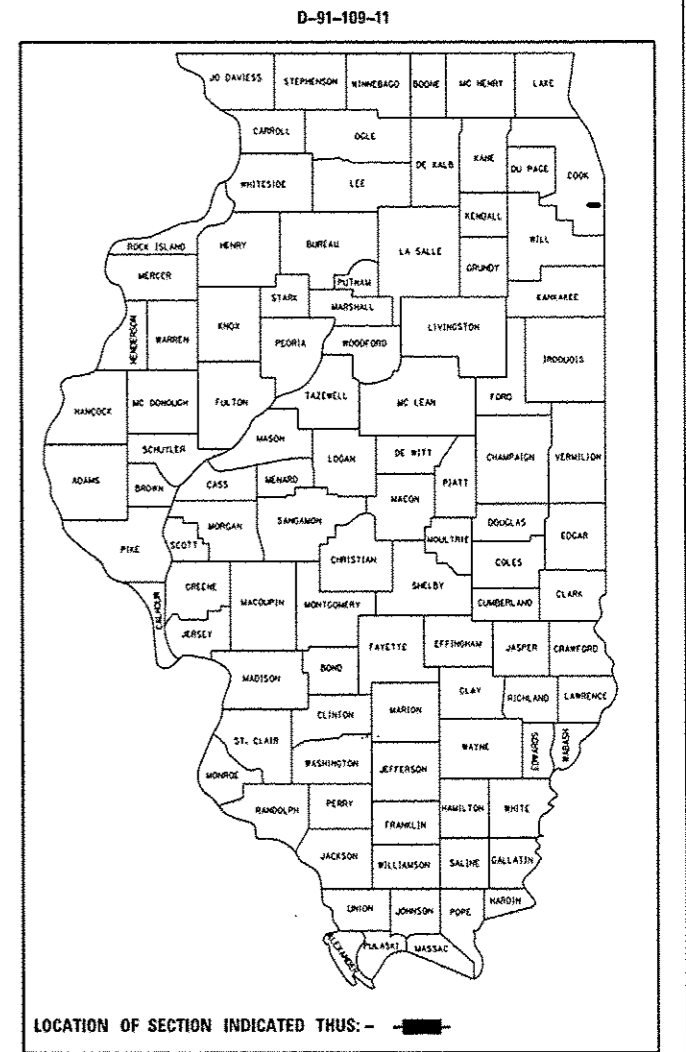 D-91-109-11
JO DAVIESS STEPHENSON WINNEBAGO BOONE MC HENRY LAKE
CARROLL OGLE DE KALB KANE DU PAGE COOK
WHITESIDE LEE
KENDALL WILL
ROCK ISLAND HENRY BUREAU LA SALLE GRUNDY
MERCER PUTNAM KANKAKEE
STARK MARSHALL
HENDERSON WARREN KNOX PEORIA WOODFORD LIVINGSTON IROQUOIS
HANCOCK MC DONOUGH FULTON TAZEWELL MC LEAN FORD
MASON
SCHUYLER LOGAN DE WITT CHAMPAIGN VERMILION
ADAMS BROWN CASS MENARD MACON PIATT
MORGAN SANGAMON DOUGLAS EDGAR
PIKE SCOTT CHRISTIAN MOULTRIE COLES
GREENE SHELBY
CALHOUN MACOUPIN MONTGOMERY CUMBERLAND CLARK
JERSEY FAYETTE EFFINGHAM JASPER CRAWFORD
MADISON BOND
CLAY RICHLAND LAWRENCE
CLINTON MARION
ST. CLAIR WAYNE EDWARDS WABASH
WASHINGTON JEFFERSON
MONROE
RANDOLPH PERRY HAMILTON WHITE
FRANKLIN
JACKSON WILLIAMSON SALINE GALLATIN
UNION JOHNSON POPE HARDIN
ALEXANDER PULASKI MASSAC
LOCATION OF SECTION INDICATED THUS: -